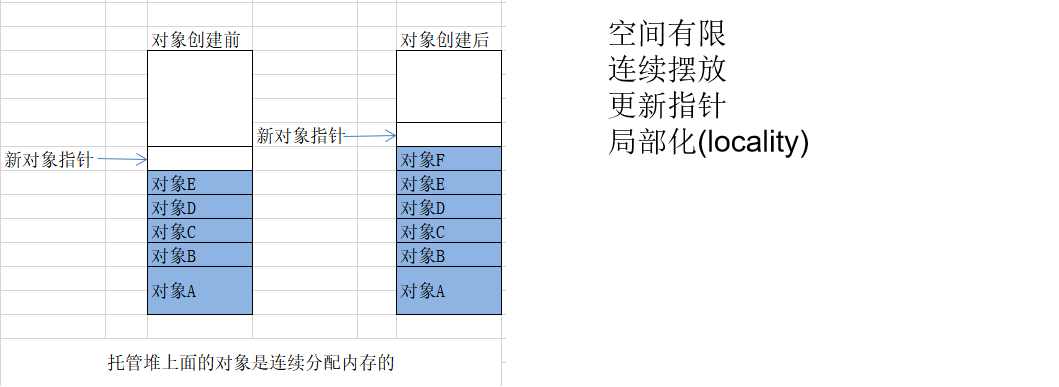 对象创建前
对象创建后
新对象指针
新对象指针
对象E
对象D
对象C
对象B
对象A
对象F
对象E
对象D
对象C
对象B
对象A
托管堆上面的对象是连续分配内存的
空间有限
连续摆放
更新指针
局部化(locality)